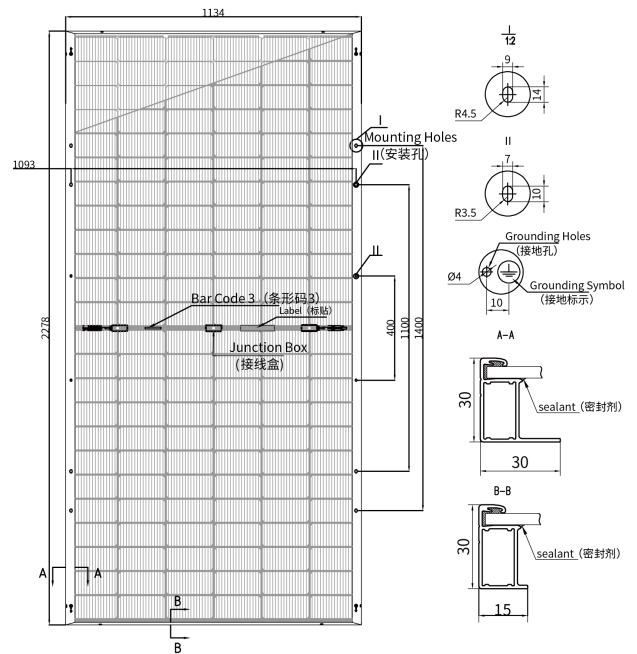 1134
I
1:2
9
14
R4.5
I
Mounting Holes
(安装孔)
II
1093
II
7
10
R3.5
Grounding Holes
(接地孔)
II
Ø4
Grounding Symbol
(接地标示)
10
Bar Code 3 (条形码3)
Label (标贴)
2278
400
1100
1400
Junction Box
(接线盒)
A-A
30
sealant (密封剂)
30
B-B
30
sealant (密封剂)
15
A
A
B
B